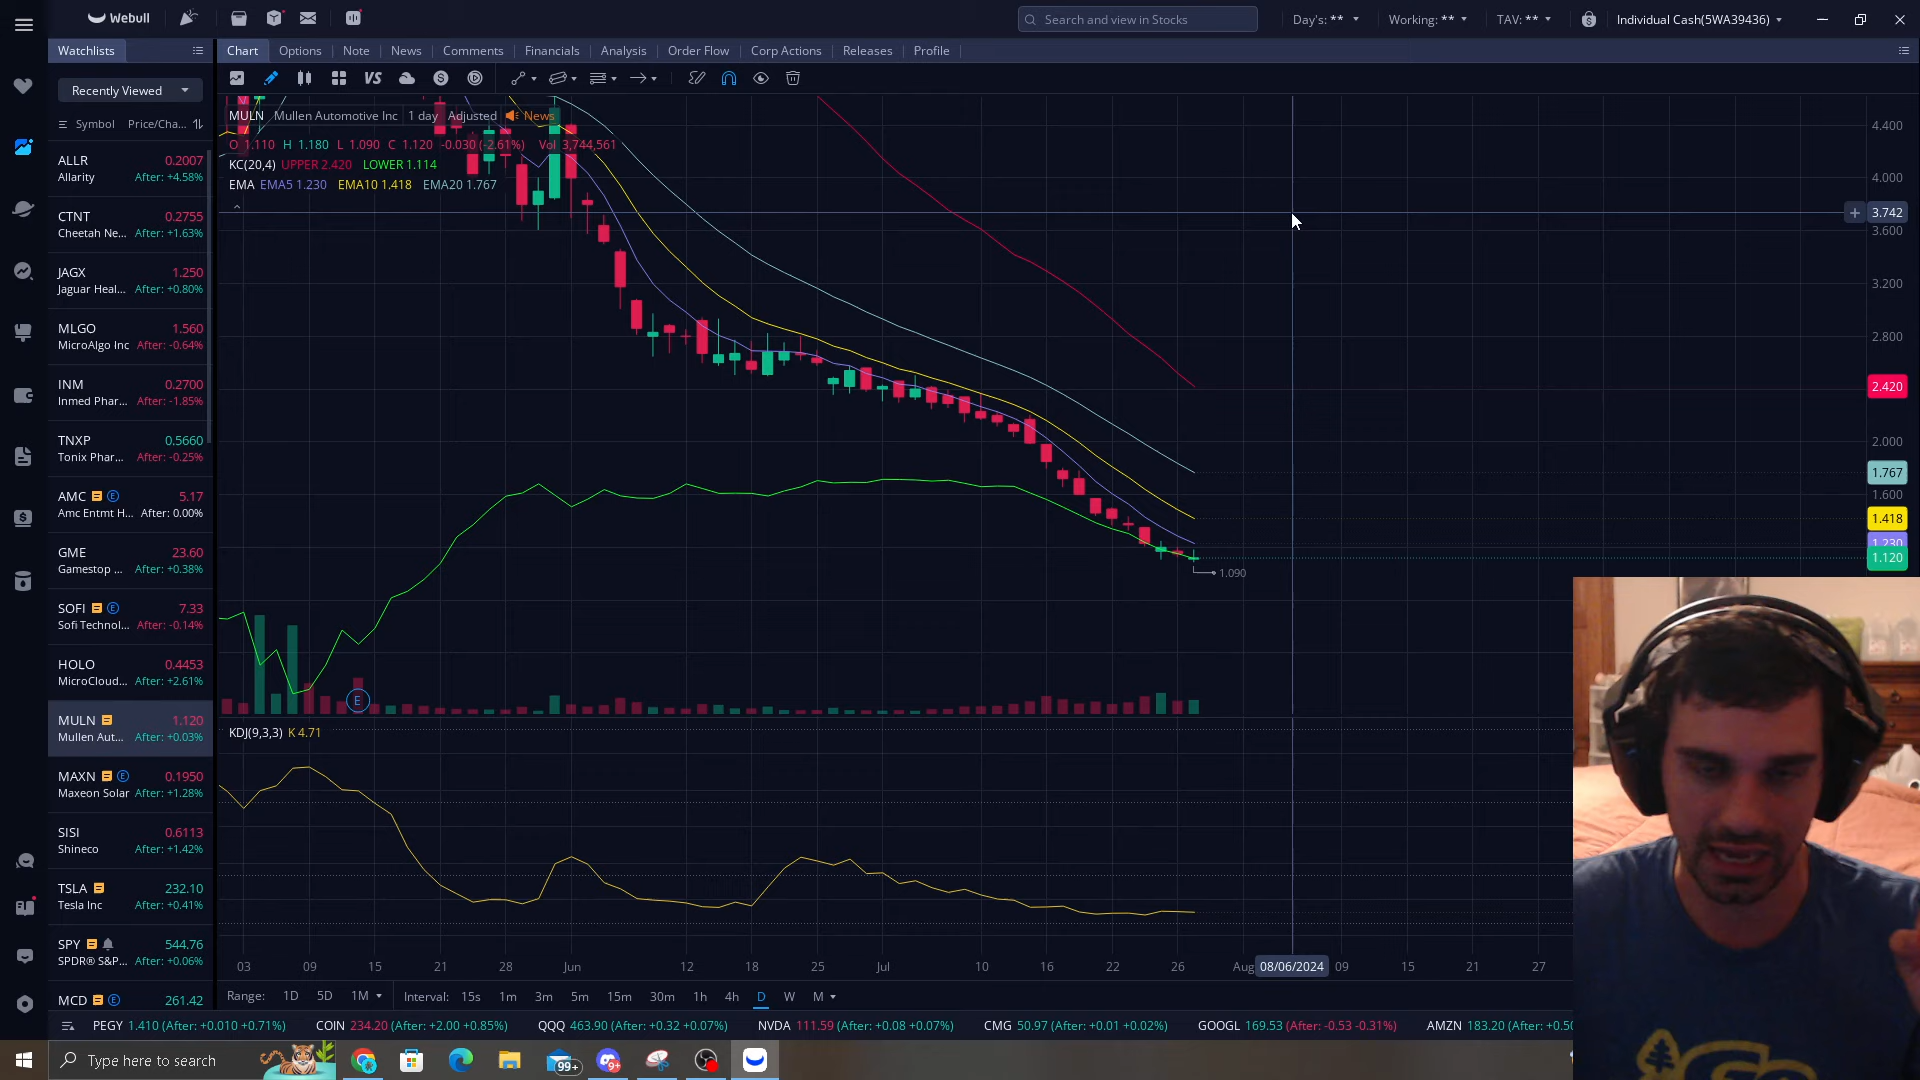 Webull
Search and view in Stocks
Day's: **
Working: **
TAV: **
Individual Cash(5WA39436)
Watchlists
Chart
Options
Note
News
Comments
Financials
Analysis
Order Flow
Corp Actions
Releases
Profile
Recently Viewed
Symbol Price/Cha...
VS
ALLR 0.2007
Allarity After: +4.58%
CTNT 0.2755
Cheetah Ne... After: +1.63%
JAGX 1.250
Jaguar Heal... After: +0.80%
MLGO 1.560
MicroAlgo Inc After: -0.64%
INM 0.2700
Inmed Phar... After: -1.85%
TNXP 0.5660
Tonix Phar... After: -0.25%
AMC E 5.17
Amc Entmt H... After: 0.00%
GME 23.60
Gamestop ... After: +0.38%
SOFI E 7.33
Sofi Technol... After: -0.14%
HOLO 0.4453
MicroCloud... After: +2.61%
MULN 1.120
Mullen Aut... After: +0.03%
MAXN E 0.1950
Maxeon Solar After: +1.28%
SISI 0.6113
Shineco After: +1.42%
TSLA 232.10
Tesla Inc After: +0.41%
SPY 544.76
SPDR® S&P... After: +0.06%
MCD E 261.42
MULN Mullen Automotive Inc 1 day Adjusted News
O 1.110 H 1.180 L 1.090 C 1.120 -0.030 (-2.61%) Vol 3,744,561
KC(20,4) UPPER 2.420 LOWER 1.114
EMA EMA5 1.230 EMA10 1.418 EMA20 1.767
4.400
4.000
3.742
3.600
3.200
2.800
2.420
2.000
1.767
1.600
1.418
1.230
1.120
1.090
E
KDJ(9,3,3) K 4.71
03 09 15 21 28 Jun 12 18 25 Jul 10 16 22 26 Aug 08/06/2024 09 15 21 27
Range: 1D 5D 1M Interval: 15s 1m 3m 5m 15m 30m 1h 4h D W M
PEGY 1.410 (After: +0.010 +0.71%) COIN 234.20 (After: +2.00 +0.85%) QQQ 463.90 (After: +0.32 +0.07%) NVDA 111.59 (After: +0.08 +0.07%) CMG 50.97 (After: +0.01 +0.02%) GOOGL 169.53 (After: -0.53 -0.31%) AMZN 183.20 (After: +0.50
Type here to search
99+
9+